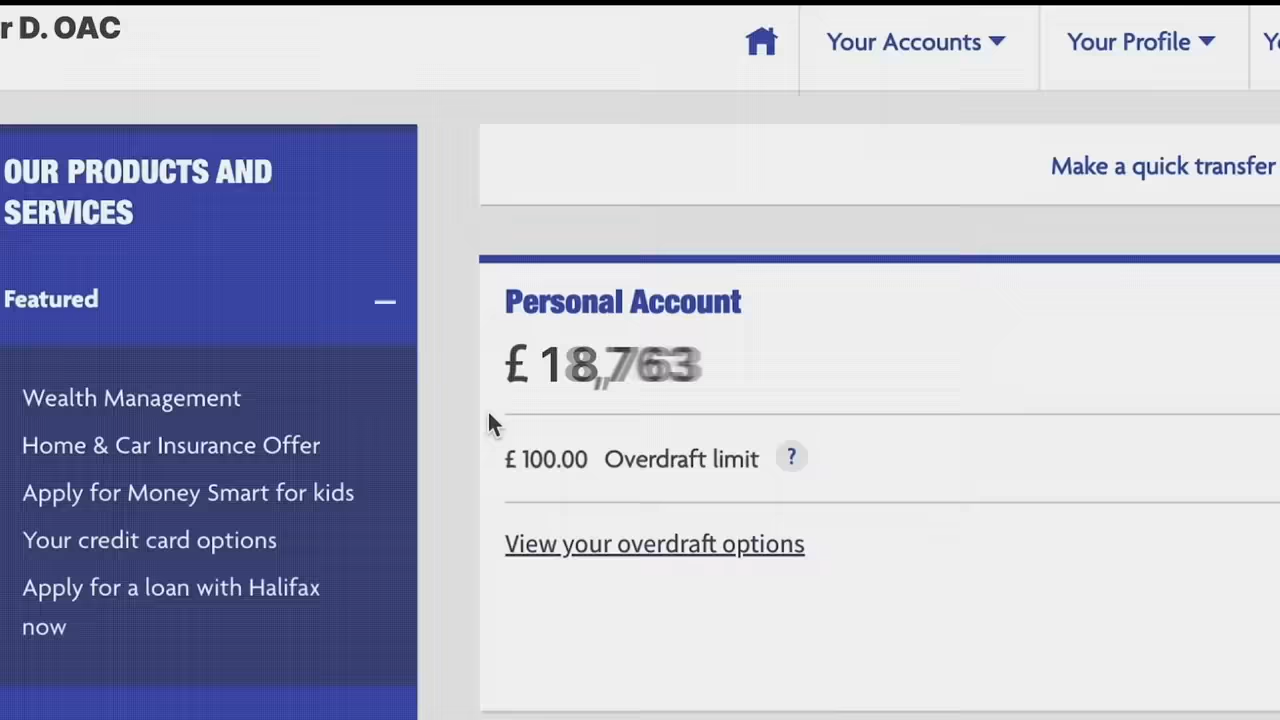 r D. OAC
Your Accounts
Your Profile
OUR PRODUCTS AND
SERVICES
Make a quick transfer
Featured
Personal Account
£
Wealth Management
Home & Car Insurance Offer
£ 100.00 Overdraft limit ?
Apply for Money Smart for kids
Your credit card options
View your overdraft options
Apply for a loan with Halifax
now